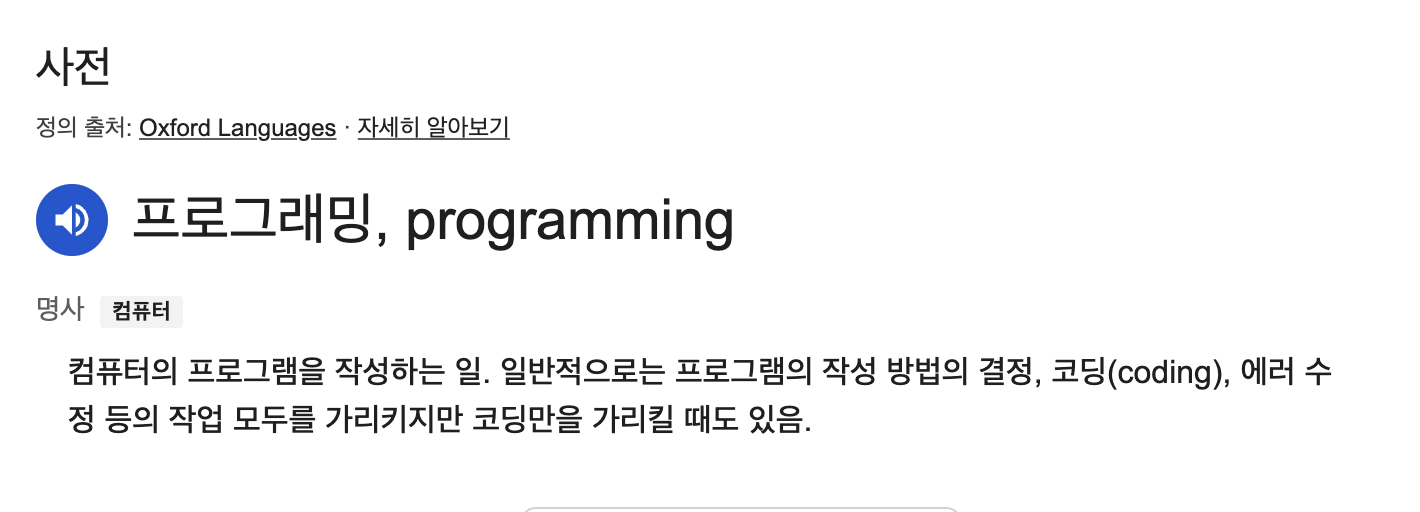 사전
정의 출처: Oxford Languages · 자세히 알아보기
프로그래밍, programming
명사 컴퓨터
컴퓨터의 프로그램을 작성하는 일. 일반적으로는 프로그램의 작성 방법의 결정, 코딩(coding), 에러 수
정 등의 작업 모두를 가리키지만 코딩만을 가리킬 때도 있음.